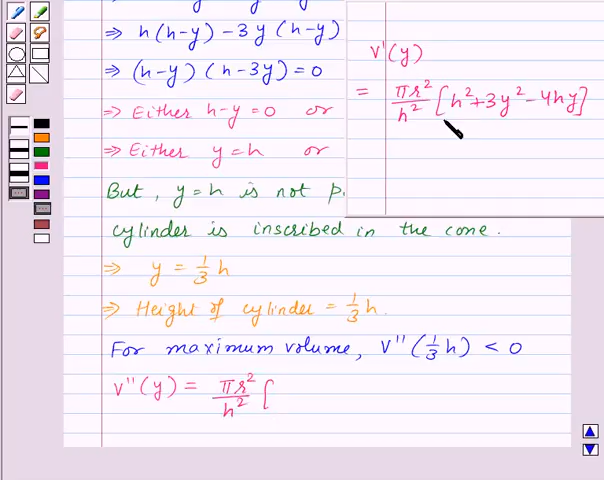 ⇒ h(h-y) - 3y (h-y)
⇒ (h-y) (h-3y) = 0
⇒ Either h-y = 0 or
⇒ Either y = h or
But, y = h is not p
cylinder is inscribed in the cone.
⇒ y = 1/3 h
⇒ Height of cylinder = 1/3 h.
For maximum volume, V''(1/3 h) < 0
V''(y) = πr²/h² [
V'(y)
= πr²/h² [h² + 3y² - 4hy]